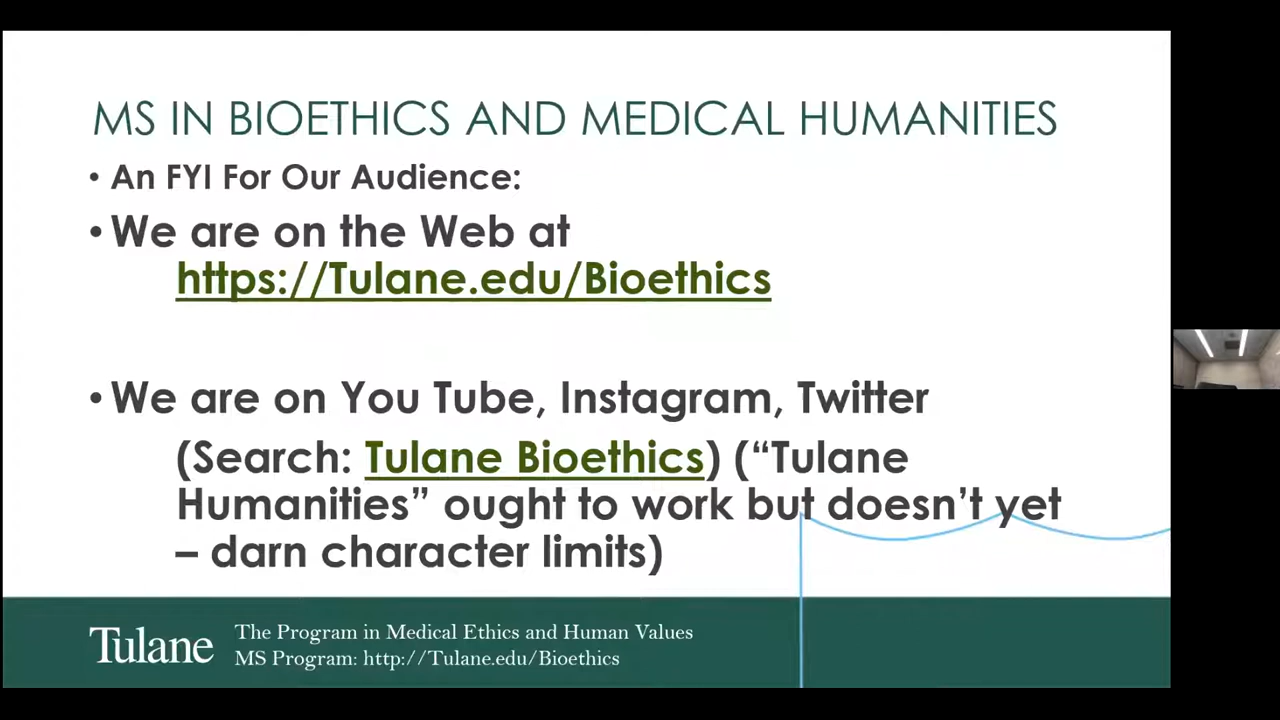 MS IN BIOETHICS AND MEDICAL HUMANITIES
• An FYI For Our Audience:
• We are on the Web at
https://Tulane.edu/Bioethics
• We are on You Tube, Instagram, Twitter
(Search: Tulane Bioethics) (“Tulane
Humanities” ought to work but doesn’t yet
– darn character limits)
Tulane
The Program in Medical Ethics and Human Values
MS Program: http://Tulane.edu/Bioethics